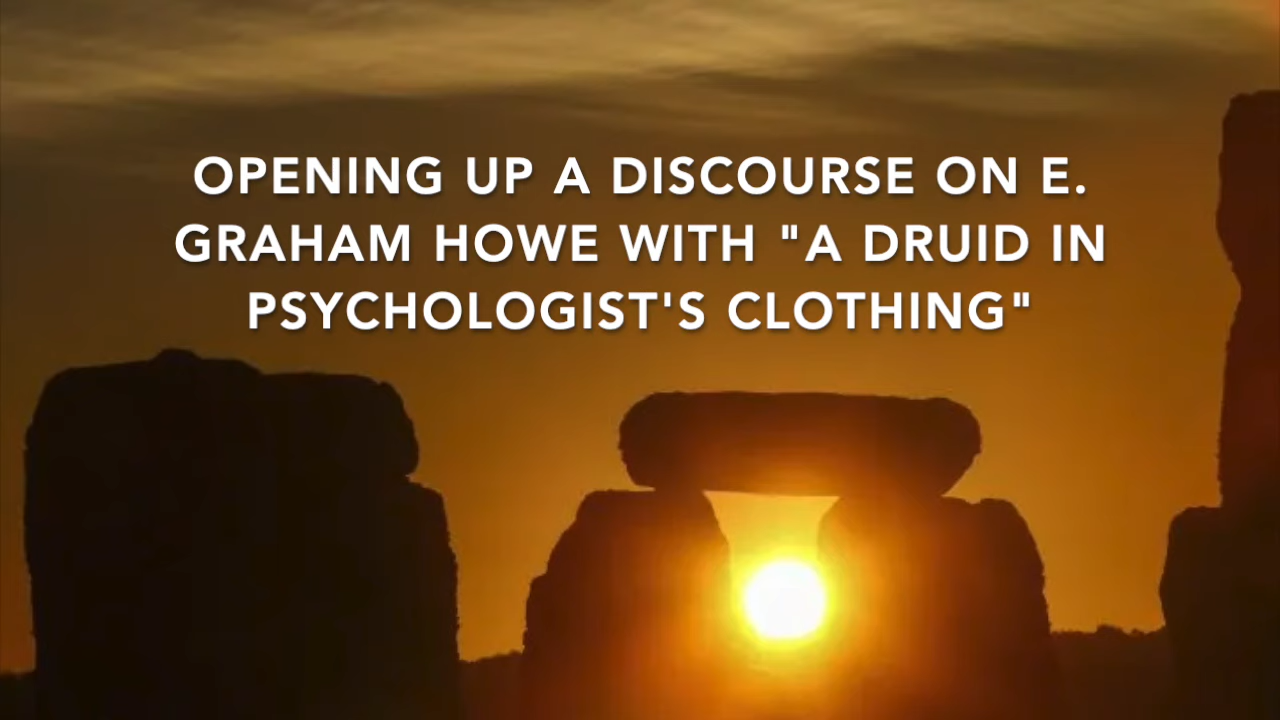 OPENING UP A DISCOURSE ON E.
GRAHAM HOWE WITH "A DRUID IN
PSYCHOLOGIST'S CLOTHING"